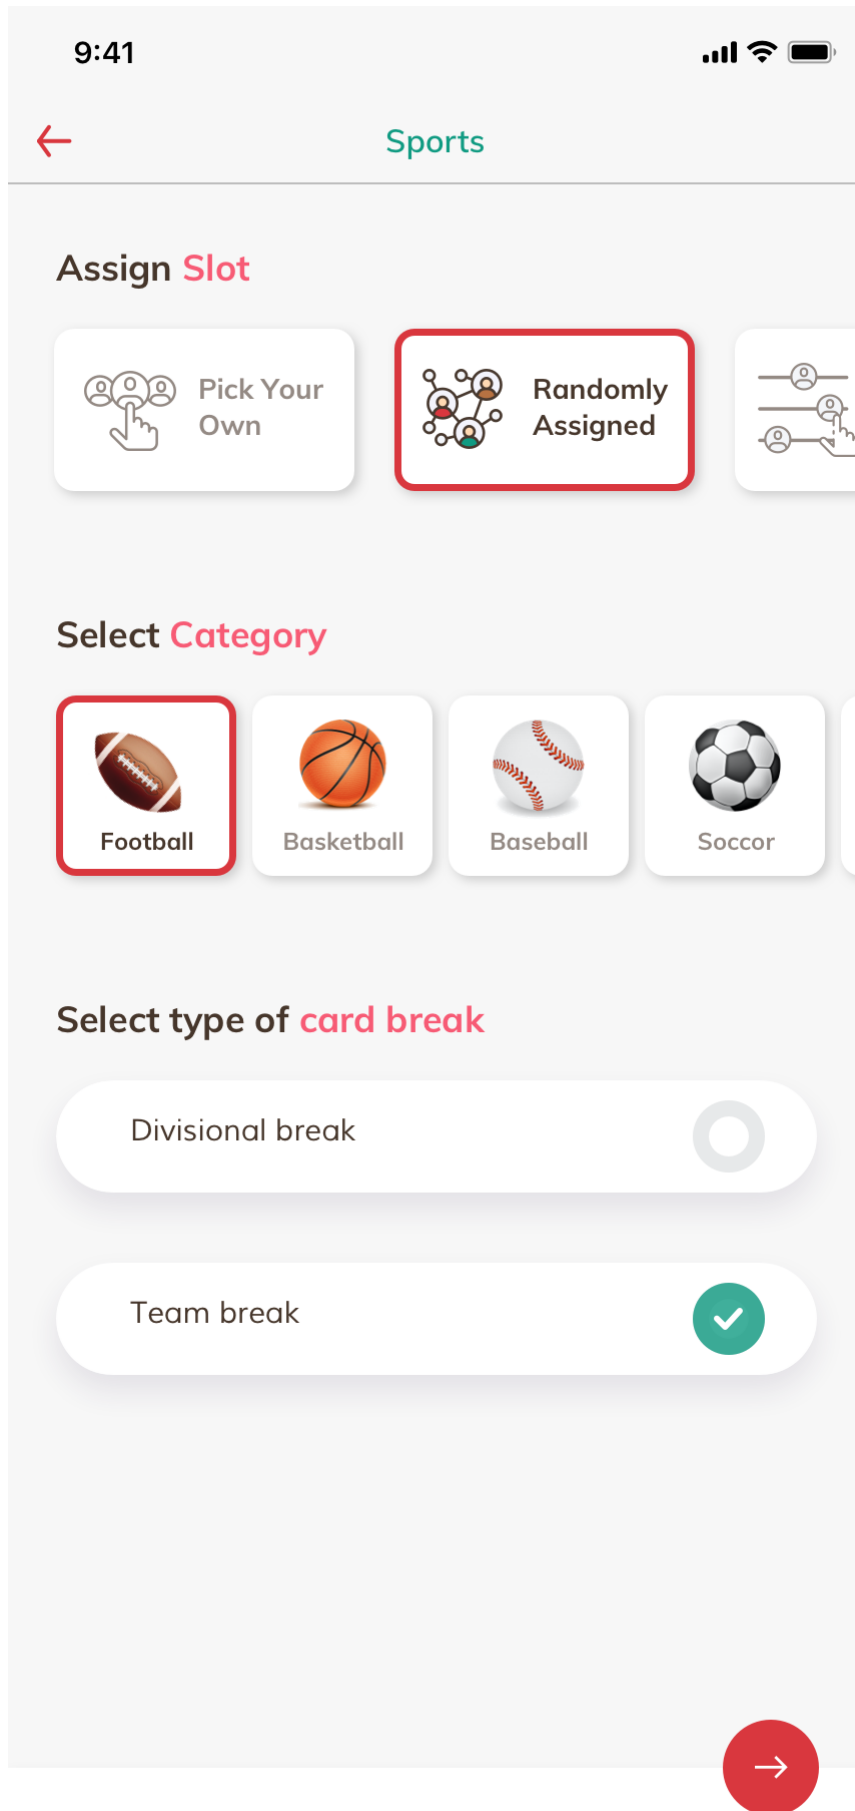 9:41
Sports
Assign Slot
Pick Your
Own
Randomly
Assigned
Select Category
Football
Basketball
Baseball
Soccor
Select type of card break
Divisional break
Team break